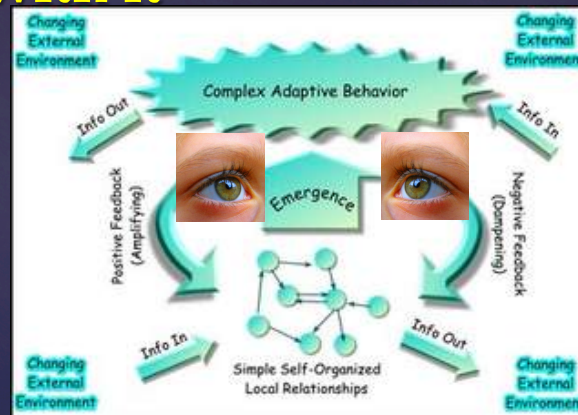 Changing
External
Environment
Changing
External
Environment
Complex Adaptive Behavior
Info Out
Info In
Positive Feedback
(Amplifying)
Emergence
Negative Feedback
(Dampening)
Info In
Info Out
Simple Self-Organized
Local Relationships
Changing
External
Environment
Changing
External
Environment